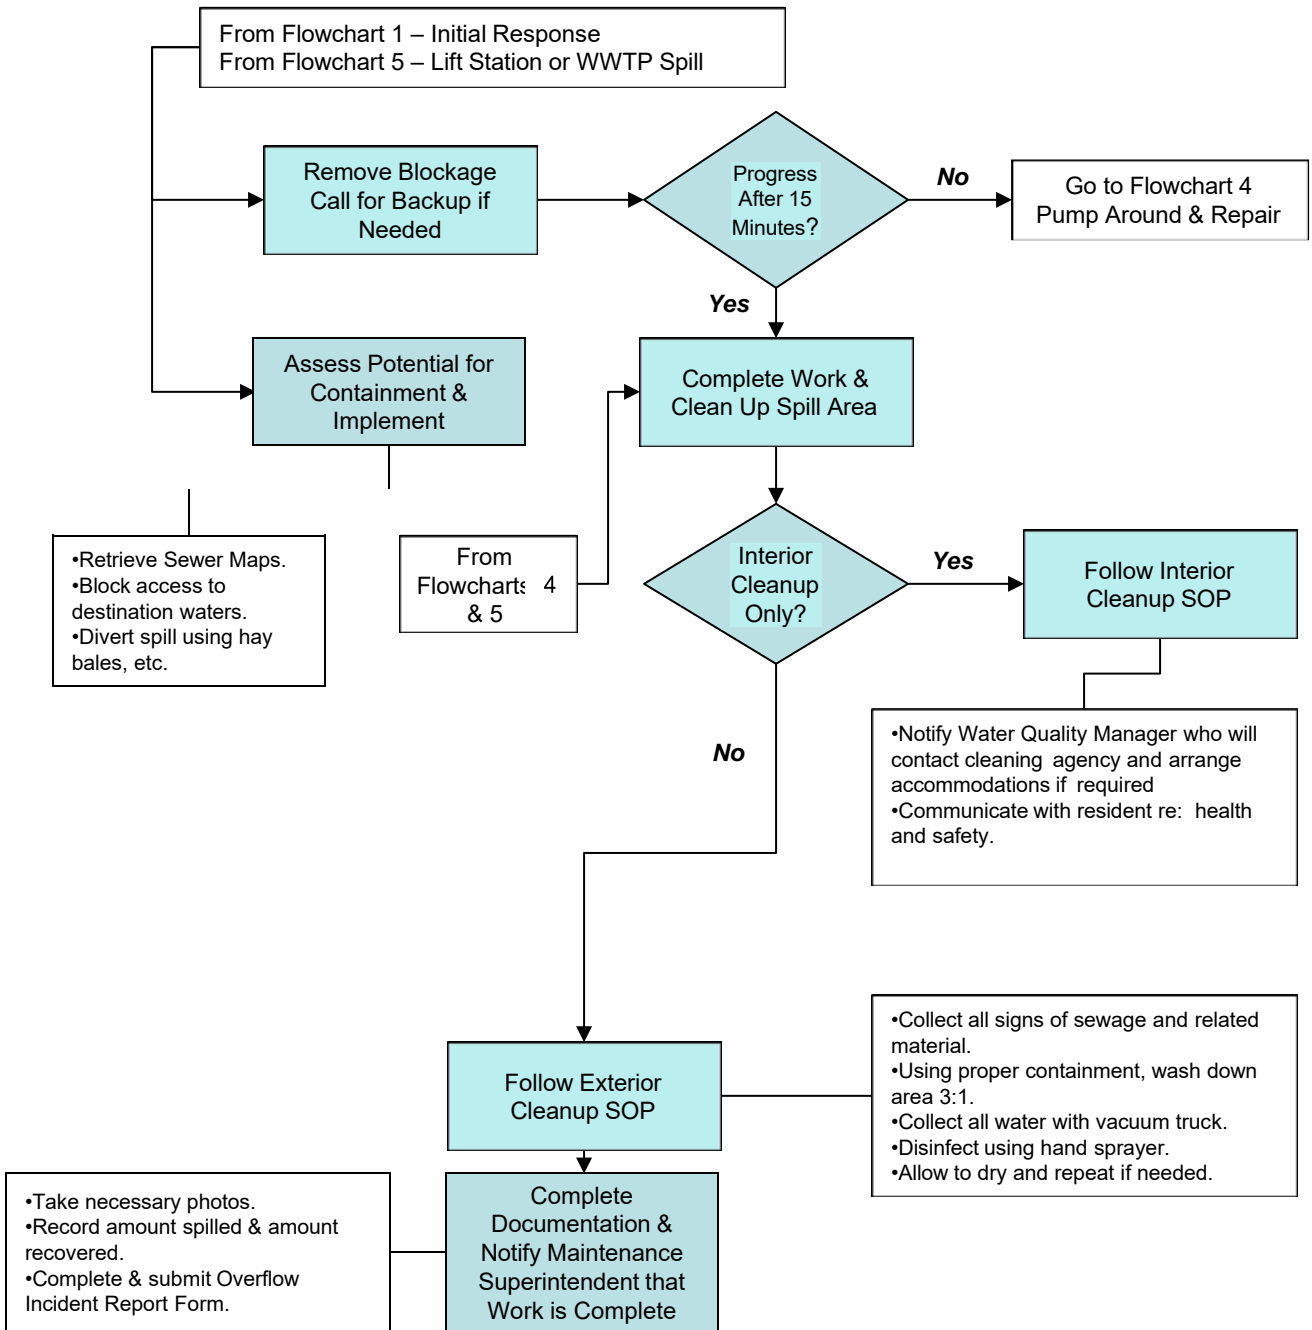 From Flowchart 1 – Initial Response
From Flowchart 5 – Lift Station or WWTP Spill
Remove Blockage
Call for Backup if
Needed
Progress
After 15
Minutes?
No
Go to Flowchart 4
Pump Around & Repair
Yes
Assess Potential for
Containment &
Implement
Complete Work &
Clean Up Spill Area
•Retrieve Sewer Maps.
•Block access to
destination waters.
•Divert spill using hay
bales, etc.
From
Flowcharts 4
& 5
Interior
Cleanup
Only?
Yes
Follow Interior
Cleanup SOP
No
•Notify Water Quality Manager who will
contact cleaning agency and arrange
accommodations if required
•Communicate with resident re: health
and safety.
Follow Exterior
Cleanup SOP
•Collect all signs of sewage and related
material.
•Using proper containment, wash down
area 3:1.
•Collect all water with vacuum truck.
•Disinfect using hand sprayer.
•Allow to dry and repeat if needed.
•Take necessary photos.
•Record amount spilled & amount
recovered.
•Complete & submit Overflow
Incident Report Form.
Complete
Documentation &
Notify Maintenance
Superintendent that
Work is Complete